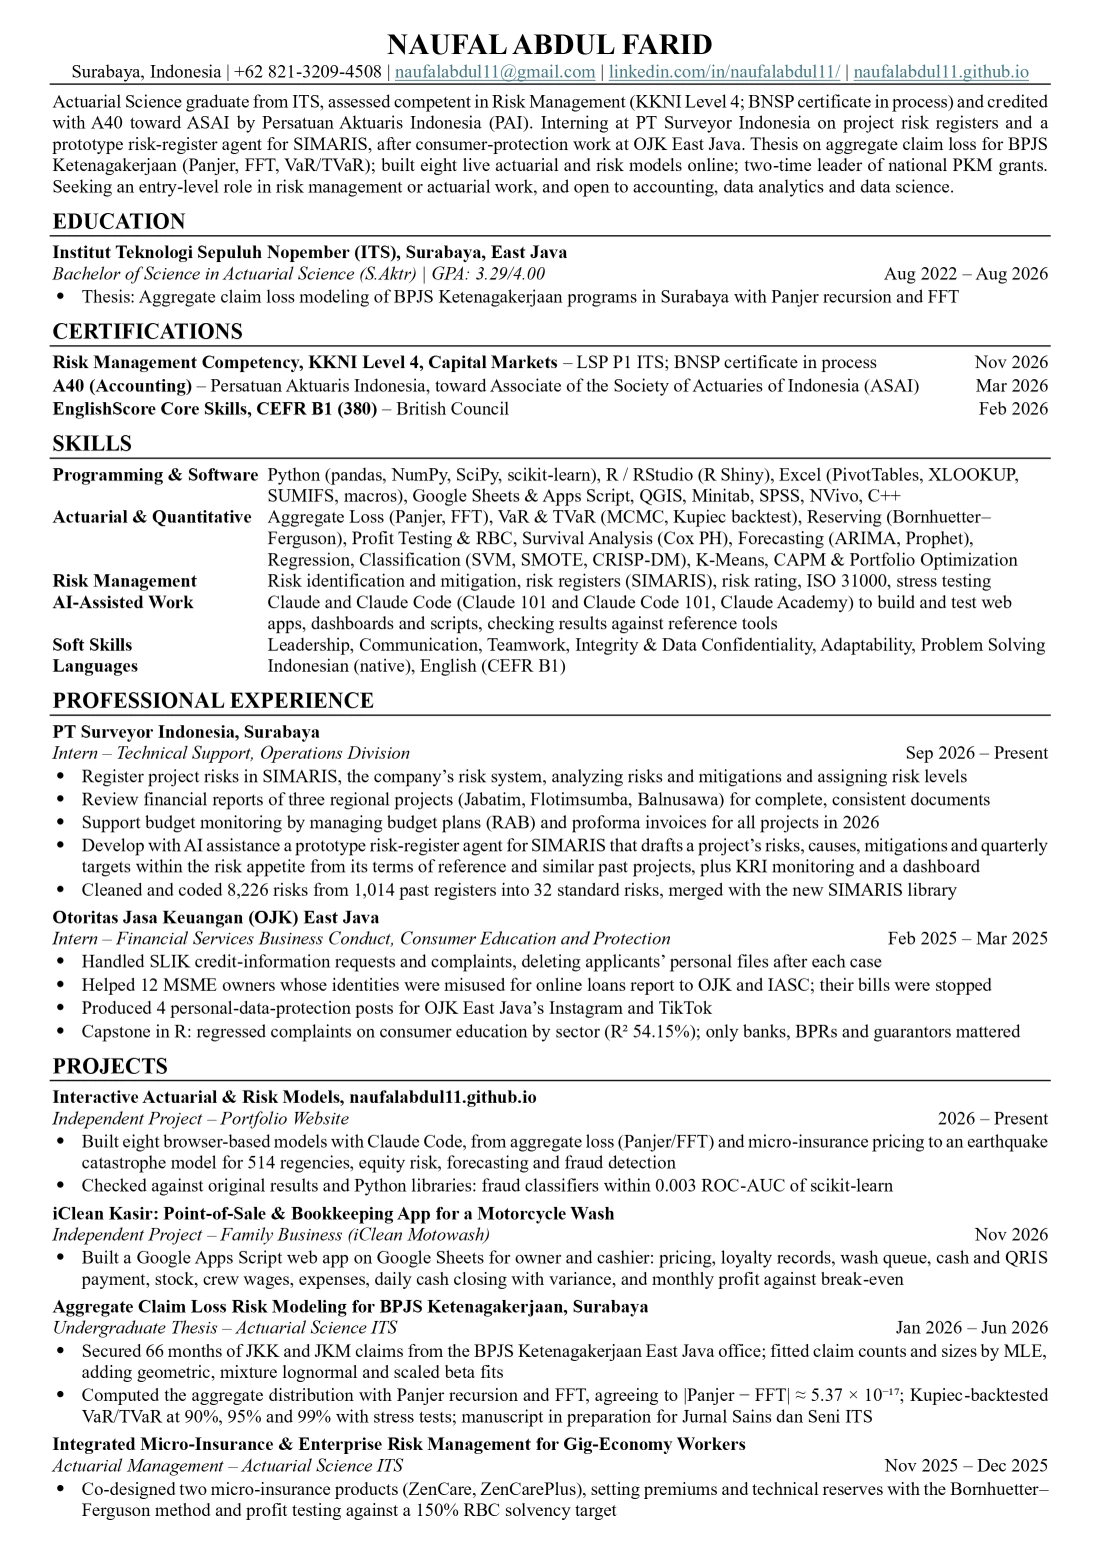 NAUFAL ABDUL FARID
Surabaya, Indonesia | +62 821-3209-4508 | naufalabdul11@gmail.com | linkedin.com/in/naufalabdul11/ | naufalabdul11.github.io
Actuarial Science graduate from ITS, assessed competent in Risk Management (KKNI Level 4; BNSP certificate in process) and credited
with A40 toward ASAI by Persatuan Aktuaris Indonesia (PAI). Interning at PT Surveyor Indonesia on project risk registers and a
prototype risk-register agent for SIMARIS, after consumer-protection work at OJK East Java. Thesis on aggregate claim loss for BPJS
Ketenagakerjaan (Panjer, FFT, VaR/TVaR); built eight live actuarial and risk models online; two-time leader of national PKM grants.
Seeking an entry-level role in risk management or actuarial work, and open to accounting, data analytics and data science.
EDUCATION
Institut Teknologi Sepuluh Nopember (ITS), Surabaya, East Java
Bachelor of Science in Actuarial Science (S.Aktr) | GPA: 3.29/4.00 Aug 2022 – Aug 2026
• Thesis: Aggregate claim loss modeling of BPJS Ketenagakerjaan programs in Surabaya with Panjer recursion and FFT
CERTIFICATIONS
Risk Management Competency, KKNI Level 4, Capital Markets – LSP P1 ITS; BNSP certificate in process Nov 2026
A40 (Accounting) – Persatuan Aktuaris Indonesia, toward Associate of the Society of Actuaries of Indonesia (ASAI) Mar 2026
EnglishScore Core Skills, CEFR B1 (380) – British Council Feb 2026
SKILLS
Programming & Software Python (pandas, NumPy, SciPy, scikit-learn), R / RStudio (R Shiny), Excel (PivotTables, XLOOKUP,
SUMIFS, macros), Google Sheets & Apps Script, QGIS, Minitab, SPSS, NVivo, C++
Actuarial & Quantitative Aggregate Loss (Panjer, FFT), VaR & TVaR (MCMC, Kupiec backtest), Reserving (Bornhuetter–
Ferguson), Profit Testing & RBC, Survival Analysis (Cox PH), Forecasting (ARIMA, Prophet),
Regression, Classification (SVM, SMOTE, CRISP-DM), K-Means, CAPM & Portfolio Optimization
Risk Management Risk identification and mitigation, risk registers (SIMARIS), risk rating, ISO 31000, stress testing
AI-Assisted Work Claude and Claude Code (Claude 101 and Claude Code 101, Claude Academy) to build and test web
apps, dashboards and scripts, checking results against reference tools
Soft Skills Leadership, Communication, Teamwork, Integrity & Data Confidentiality, Adaptability, Problem Solving
Languages Indonesian (native), English (CEFR B1)
PROFESSIONAL EXPERIENCE
PT Surveyor Indonesia, Surabaya
Intern – Technical Support, Operations Division Sep 2026 – Present
• Register project risks in SIMARIS, the company’s risk system, analyzing risks and mitigations and assigning risk levels
• Review financial reports of three regional projects (Jabatim, Flotimsumba, Balnusawa) for complete, consistent documents
• Support budget monitoring by managing budget plans (RAB) and proforma invoices for all projects in 2026
• Develop with AI assistance a prototype risk-register agent for SIMARIS that drafts a project’s risks, causes, mitigations and quarterly
targets within the risk appetite from its terms of reference and similar past projects, plus KRI monitoring and a dashboard
• Cleaned and coded 8,226 risks from 1,014 past registers into 32 standard risks, merged with the new SIMARIS library
Otoritas Jasa Keuangan (OJK) East Java
Intern – Financial Services Business Conduct, Consumer Education and Protection Feb 2025 – Mar 2025
• Handled SLIK credit-information requests and complaints, deleting applicants’ personal files after each case
• Helped 12 MSME owners whose identities were misused for online loans report to OJK and IASC; their bills were stopped
• Produced 4 personal-data-protection posts for OJK East Java’s Instagram and TikTok
• Capstone in R: regressed complaints on consumer education by sector (R² 54.15%); only banks, BPRs and guarantors mattered
PROJECTS
Interactive Actuarial & Risk Models, naufalabdul11.github.io
Independent Project – Portfolio Website 2026 – Present
• Built eight browser-based models with Claude Code, from aggregate loss (Panjer/FFT) and micro-insurance pricing to an earthquake
catastrophe model for 514 regencies, equity risk, forecasting and fraud detection
• Checked against original results and Python libraries: fraud classifiers within 0.003 ROC-AUC of scikit-learn
iClean Kasir: Point-of-Sale & Bookkeeping App for a Motorcycle Wash
Independent Project – Family Business (iClean Motowash) Nov 2026
• Built a Google Apps Script web app on Google Sheets for owner and cashier: pricing, loyalty records, wash queue, cash and QRIS
payment, stock, crew wages, expenses, daily cash closing with variance, and monthly profit against break-even
Aggregate Claim Loss Risk Modeling for BPJS Ketenagakerjaan, Surabaya
Undergraduate Thesis – Actuarial Science ITS Jan 2026 – Jun 2026
• Secured 66 months of JKK and JKM claims from the BPJS Ketenagakerjaan East Java office; fitted claim counts and sizes by MLE,
adding geometric, mixture lognormal and scaled beta fits
• Computed the aggregate distribution with Panjer recursion and FFT, agreeing to |Panjer − FFT| ≈ 5.37 × 10⁻¹⁷; Kupiec-backtested
VaR/TVaR at 90%, 95% and 99% with stress tests; manuscript in preparation for Jurnal Sains dan Seni ITS
Integrated Micro-Insurance & Enterprise Risk Management for Gig-Economy Workers
Actuarial Management – Actuarial Science ITS Nov 2025 – Dec 2025
• Co-designed two micro-insurance products (ZenCare, ZenCarePlus), setting premiums and technical reserves with the Bornhuetter–
Ferguson method and profit testing against a 150% RBC solvency target